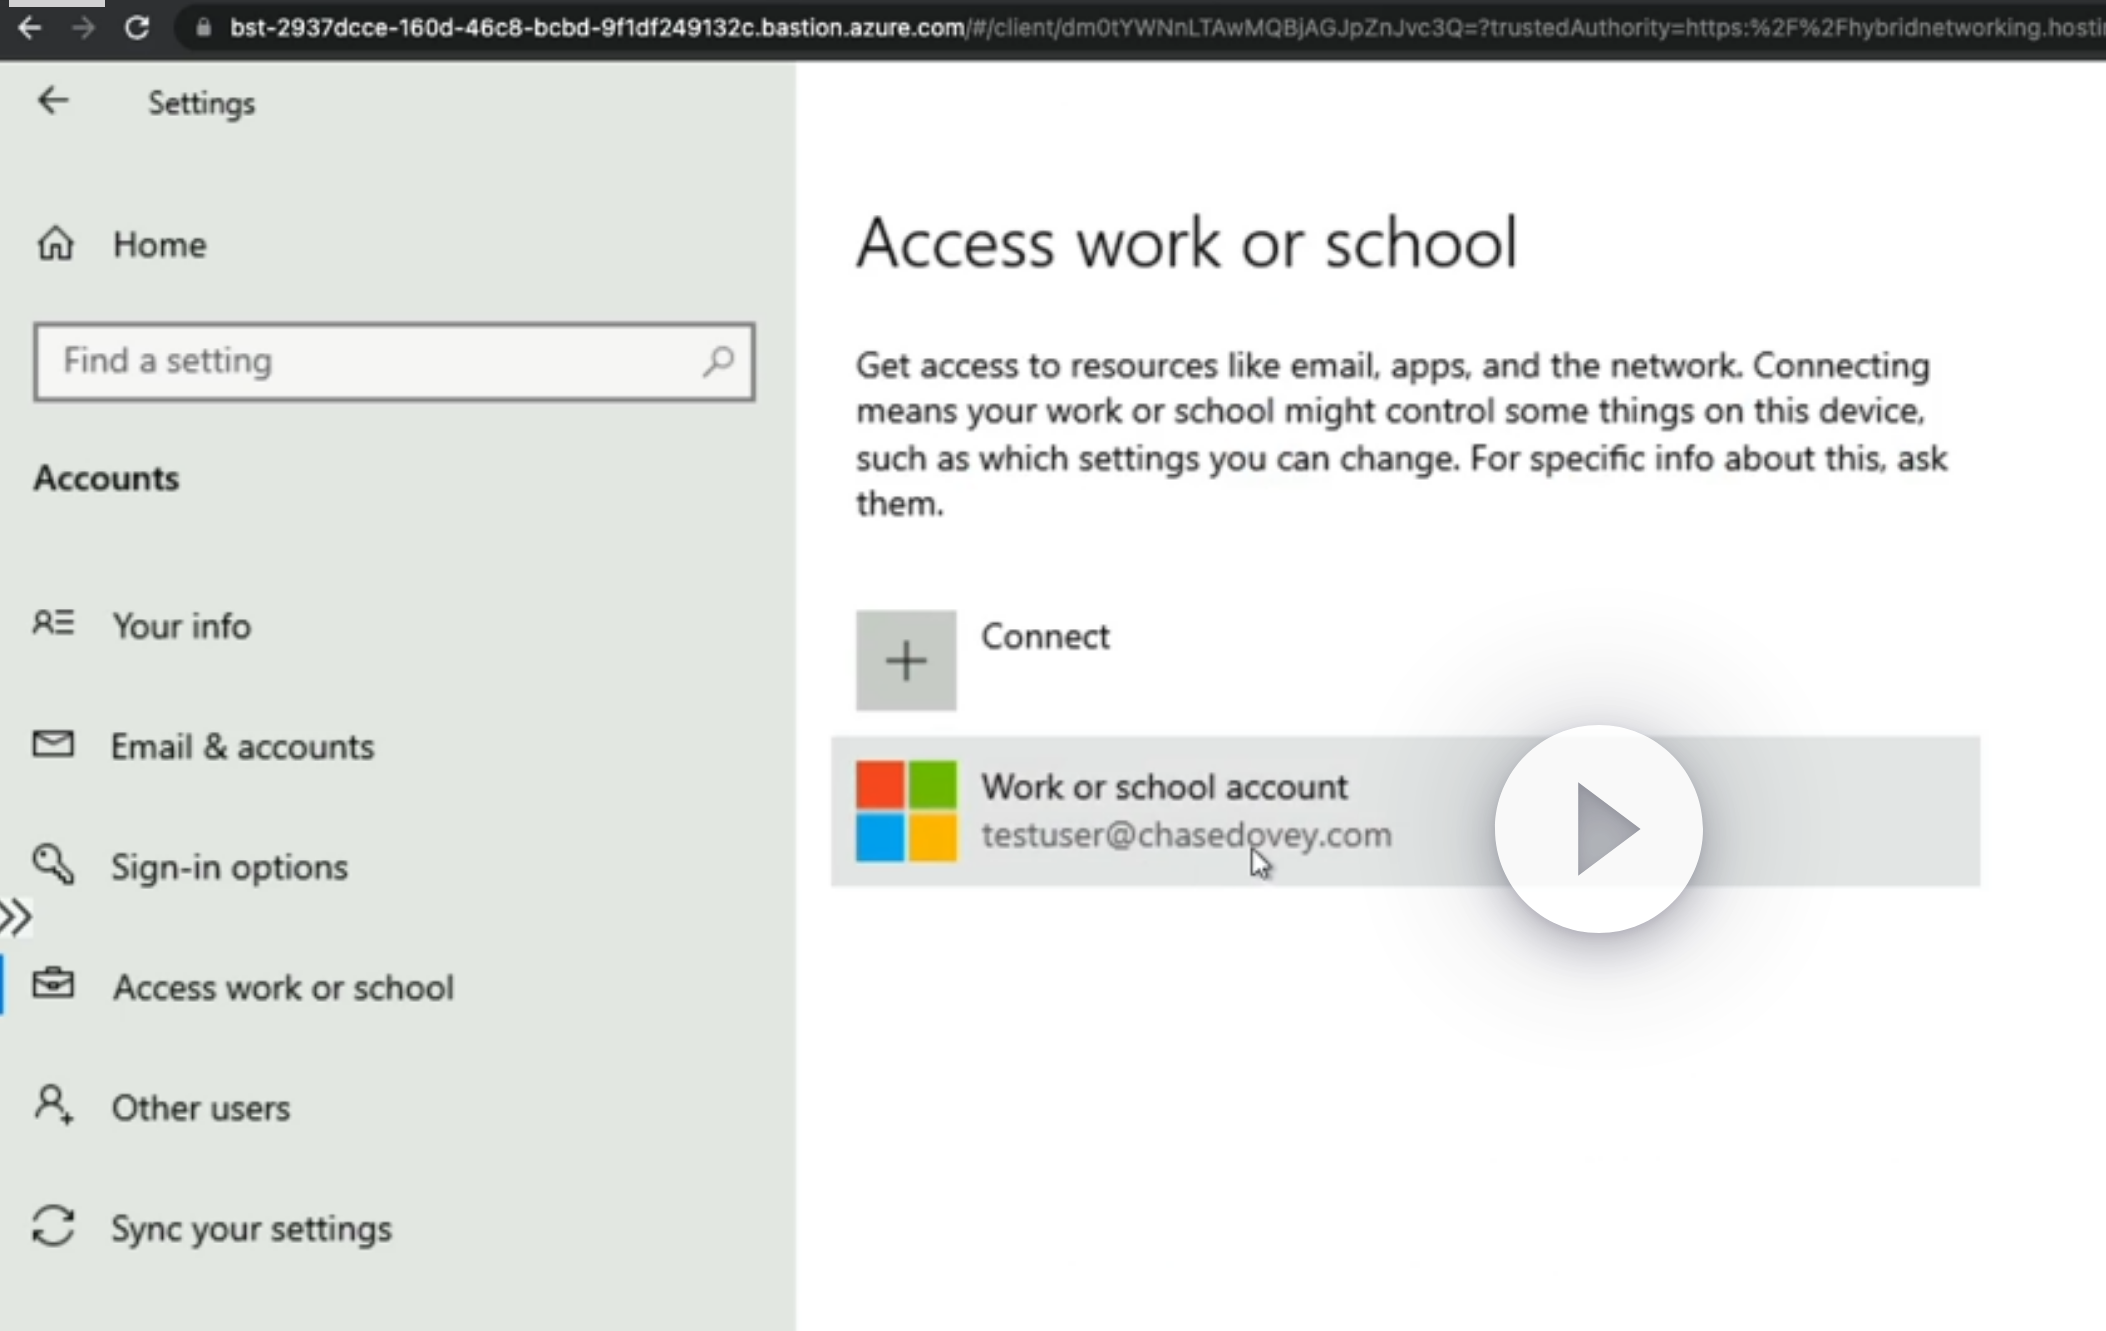 bst-2937dcce-160d-46c8-bcbd-9f1df249132c.bastion.azure.com/#/client/dm0tYWNnLTAwMQBjAGJpZnJvc3Q=?trustedAuthority=https:%2F%2Fhybridnetworking.hosti
Settings
Home
Find a setting
Accounts
Your info
Email & accounts
Sign-in options
Access work or school
Other users
Sync your settings
Access work or school
Get access to resources like email, apps, and the network. Connecting
means your work or school might control some things on this device,
such as which settings you can change. For specific info about this, ask
them.
Connect
Work or school account
testuser@chasedovey.com